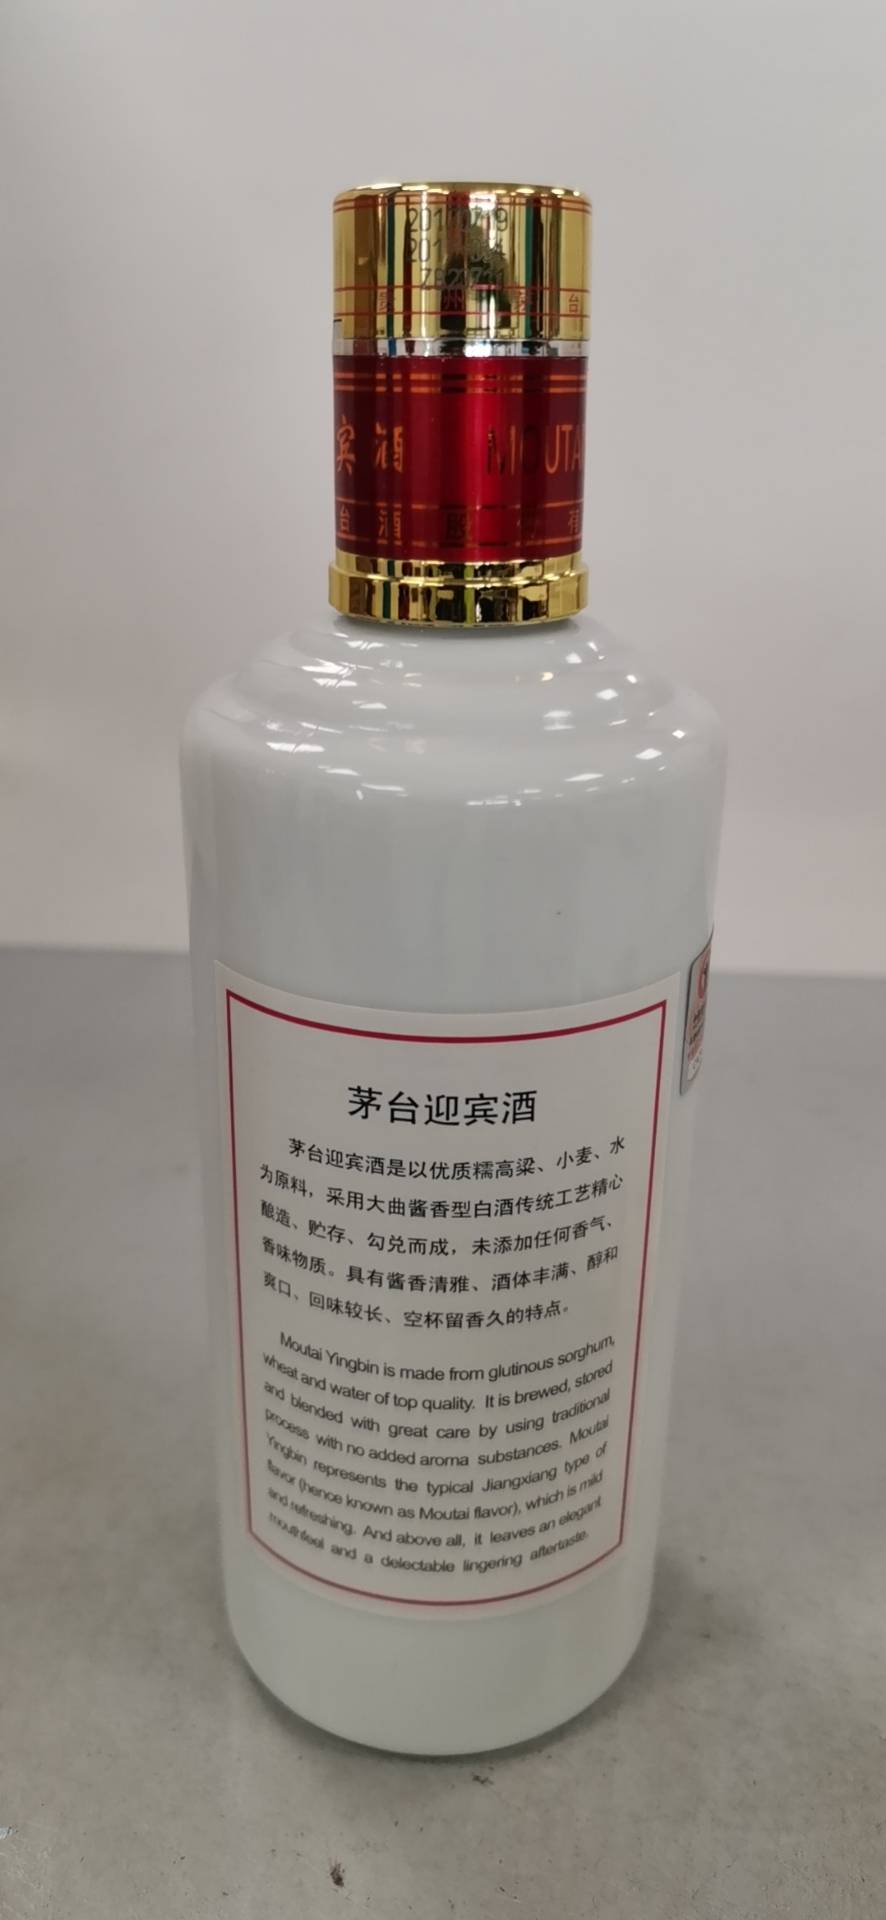 宾酒 MOUTAI
台酒股份有
茅台迎宾酒
茅台迎宾酒是以优质糯高粱、小麦、水
为原料，采用大曲酱香型白酒传统工艺精心
酿造、贮存、勾兑而成，未添加任何香气、
香味物质。具有酱香清雅、酒体丰满、醇和
爽口、回味较长、空杯留香久的特点。
Moutai Yingbin is made from glutinous sorghum,
wheat and water of top quality. It is brewed, stored
and blended with great care by using traditional
process with no added aroma substances. Moutai
Yingbin represents the typical Jiangxiang type of
flavor (hence known as Moutai flavor), which is mild
and refreshing. And above all, it leaves an elegant
mouthfeel and a delectable lingering aftertaste.